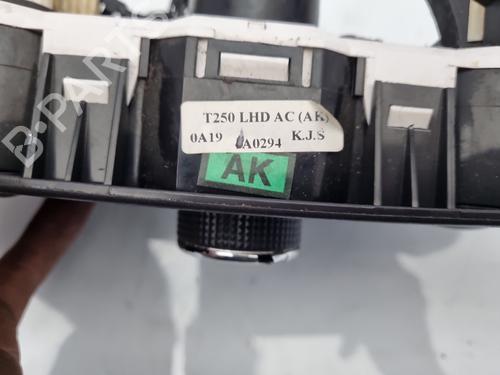 T250 LHD AC (AK)
0A19 A0294 K.J.S
AK
B-PARTS